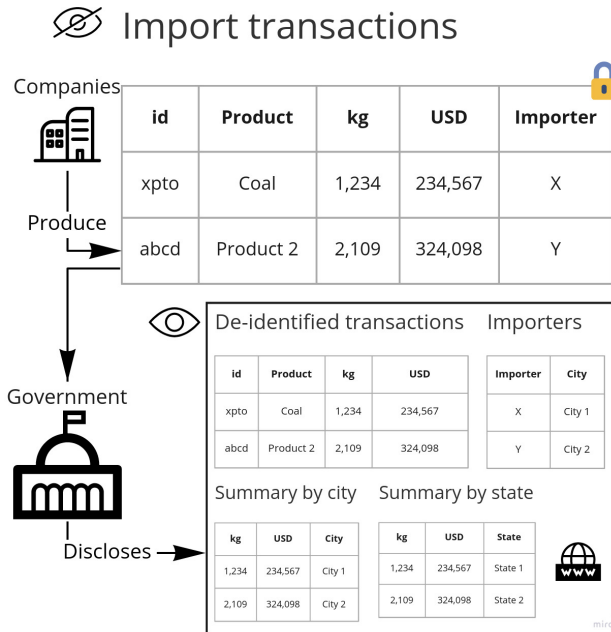 Import transactions
Companies
id Product kg USD Importer
xpto Coal 1,234 234,567 X
Produce
abcd Product 2 2,109 324,098 Y
De-identified transactions Importers
id Product kg USD Importer City
xpto Coal 1,234 234,567 X City 1
abcd Product 2 2,109 324,098 Y City 2
Government
Summary by city Summary by state
kg USD City kg USD State
1,234 234,567 City 1 1,234 234,567 State 1
2,109 324,098 City 2 2,109 324,098 State 2
Discloses
www